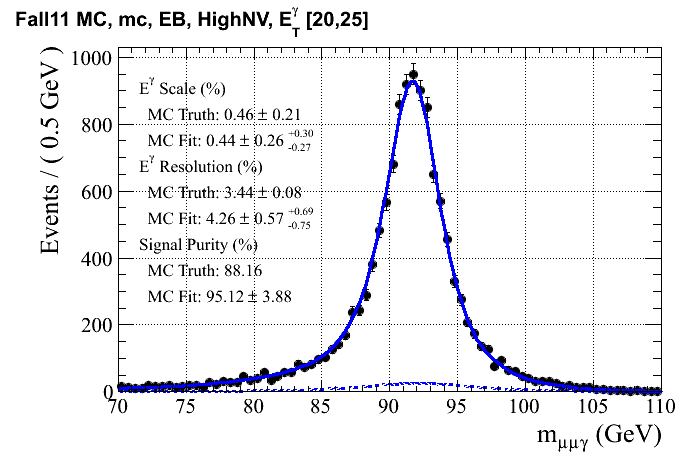 Fall11 MC, mc, EB, HighNV, E_T^γ [20,25]
Events / ( 0.5 GeV )
1000
800
600
400
200
0
E^γ Scale (%)
MC Truth: 0.46 ± 0.21
MC Fit: 0.44 ± 0.26 +0.30 -0.27
E^γ Resolution (%)
MC Truth: 3.44 ± 0.08
MC Fit: 4.26 ± 0.57 +0.69 -0.75
Signal Purity (%)
MC Truth: 88.16
MC Fit: 95.12 ± 3.88
70 75 80 85 90 95 100 105 110
m_μμγ (GeV)